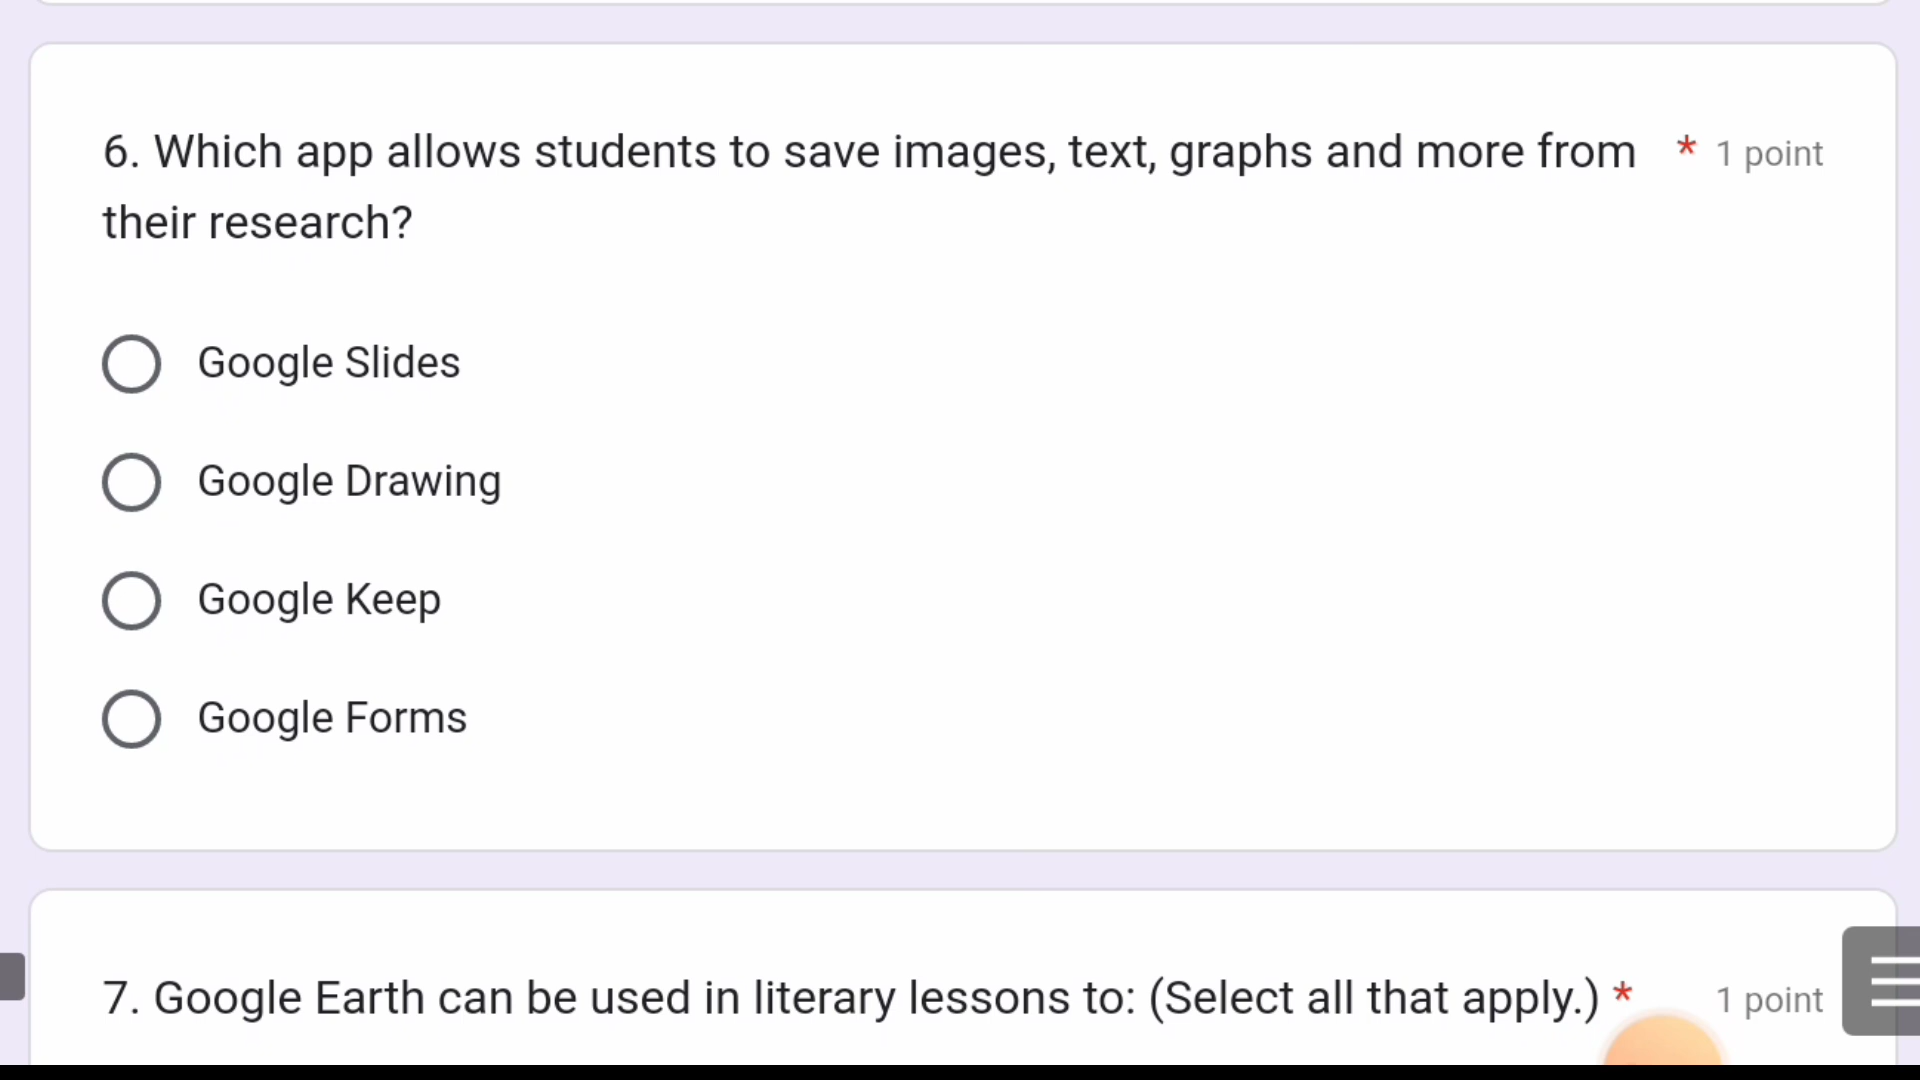 6. Which app allows students to save images, text, graphs and more from * 1 point
their research?
Google Slides
Google Drawing
Google Keep
Google Forms
7. Google Earth can be used in literary lessons to: (Select all that apply.) * 1 point